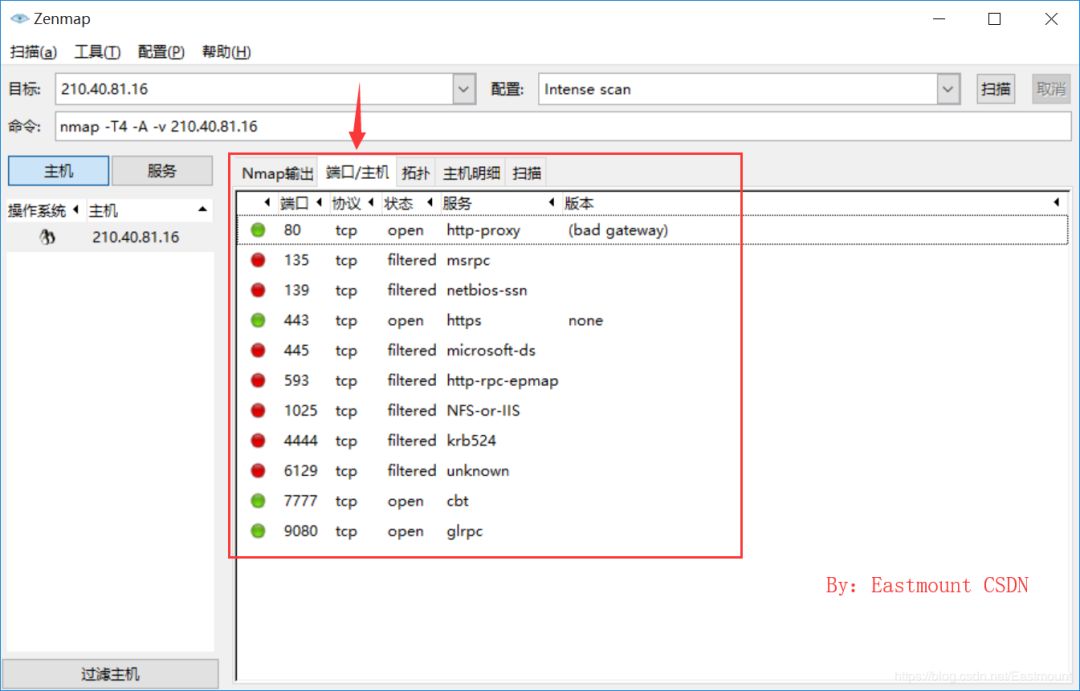 Zenmap
扫描(a) 工具(T) 配置(P) 帮助(H)
目标: 210.40.81.16 配置: Intense scan 扫描 取消
命令: nmap -T4 -A -v 210.40.81.16
主机 服务 Nmap输出 端口/主机 拓扑 主机明细 扫描
操作系统 主机 端口 协议 状态 服务 版本
210.40.81.16
80 tcp open http-proxy (bad gateway)
135 tcp filtered msrpc
139 tcp filtered netbios-ssn
443 tcp open https none
445 tcp filtered microsoft-ds
593 tcp filtered http-rpc-epmap
1025 tcp filtered NFS-or-IIS
4444 tcp filtered krb524
6129 tcp filtered unknown
7777 tcp open cbt
9080 tcp open glrpc
By: Eastmount CSDN
过滤主机
https://blog.csdn.net/Eastmount